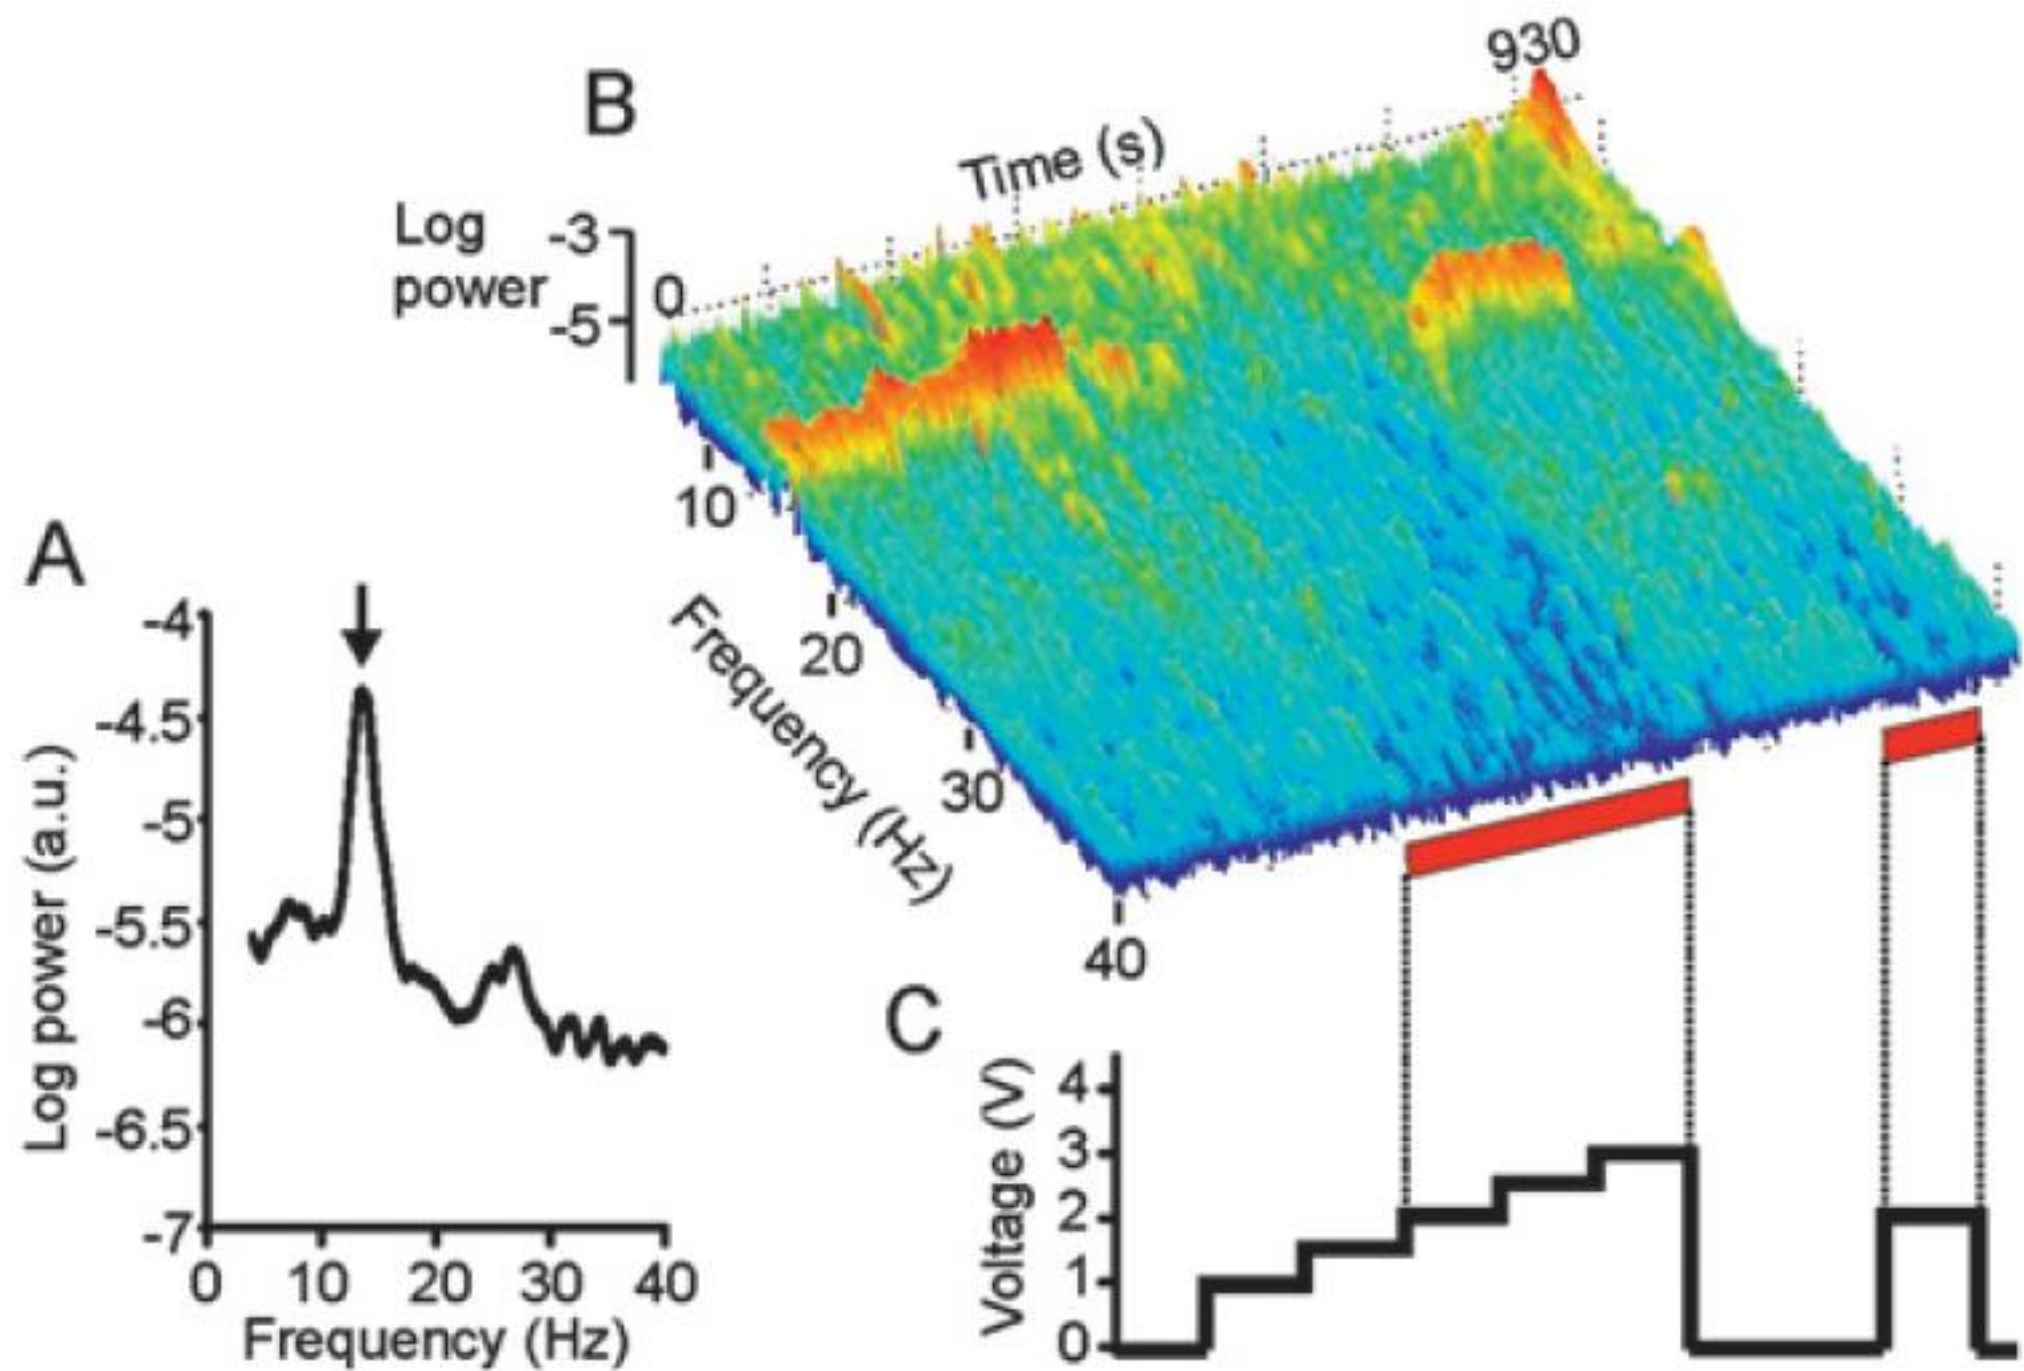 A
-4
-4.5
-5
-5.5
-6
-6.5
-7
Log power (a.u.)
0 10 20 30 40
Frequency (Hz)
B
Log
power
-3
-5
0
Time (s)
930
10
20
30
40
Frequency (Hz)
C
4
3
2
1
0
Voltage (V)